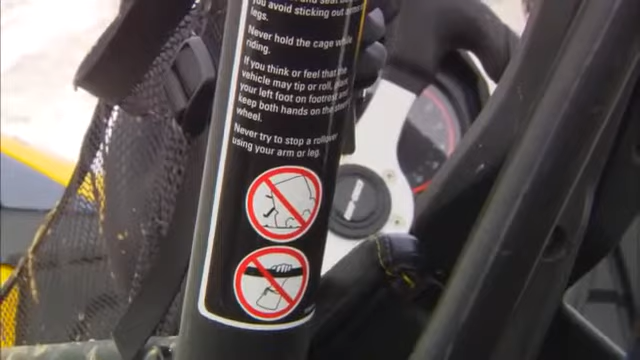 you avoid sticking out
legs.
Never hold the cage while
riding.
If you think or feel that the
vehicle may tip or roll,
your left foot on footrest and
keep both hands on the
wheel.
Never try to stop a rollover
using your arm or leg.